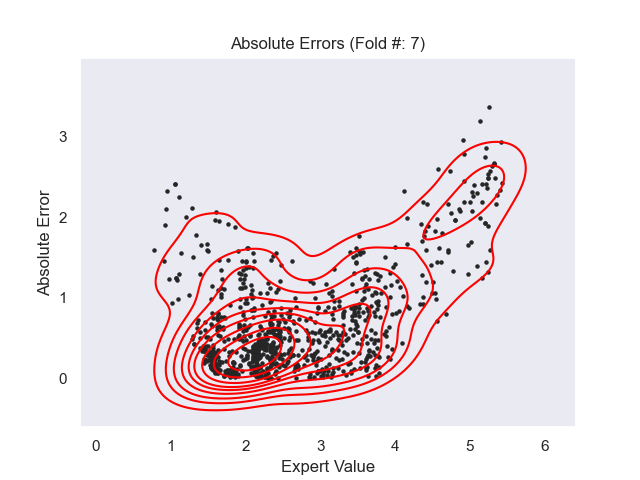 Absolute Errors (Fold #: 7)
Absolute Error
3
2
1
0
0 1 2 3 4 5 6
Expert Value